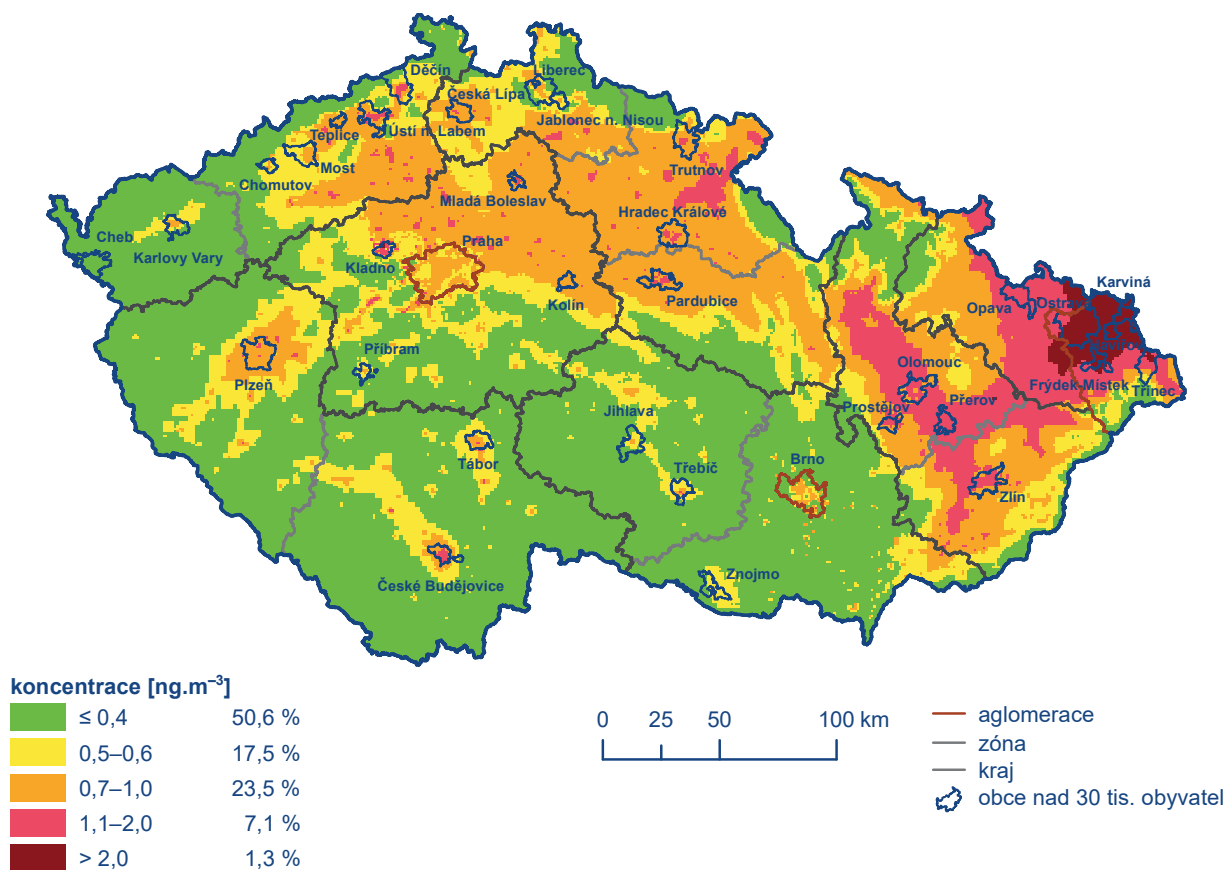 Děčín
Liberec
Česká Lípa
Jablonec n. Nisou
Teplice
Ústí n. Labem
Most
Trutnov
Chomutov
Mladá Boleslav
Hradec Králové
Cheb
Karlovy Vary
Praha
Kladno
Kolín
Pardubice
Karviná
Opava
Plzeň
Příbram
Olomouc
Frýdek-Místek
Třinec
Jihlava
Prostějov
Přerov
Tábor
Třebíč
Brno
Zlín
České Budějovice
Znojmo
koncentrace [ng.m⁻³]
≤ 0,4 50,6 %
0,5–0,6 17,5 %
0,7–1,0 23,5 %
1,1–2,0 7,1 %
> 2,0 1,3 %
0 25 50 100 km
aglomerace
zóna
kraj
obce nad 30 tis. obyvatel